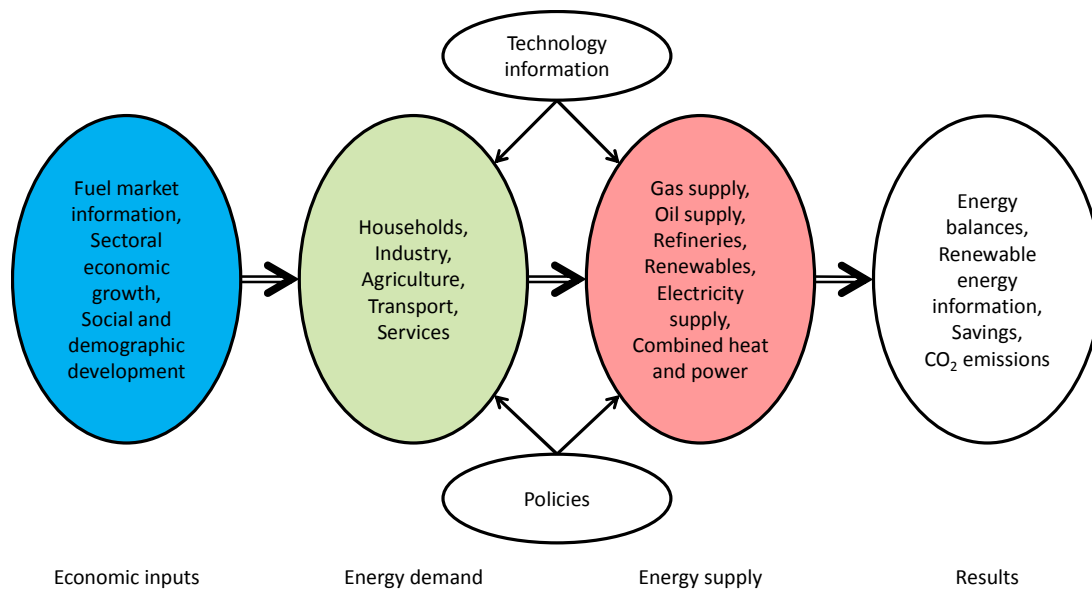 Technology
information
Fuel market
information,
Sectoral
economic
growth,
Social and
demographic
development
Households,
Industry,
Agriculture,
Transport,
Services
Gas supply,
Oil supply,
Refineries,
Renewables,
Electricity
supply,
Combined heat
and power
Energy
balances,
Renewable
energy
information,
Savings,
CO₂ emissions
Policies
Economic inputs
Energy demand
Energy supply
Results